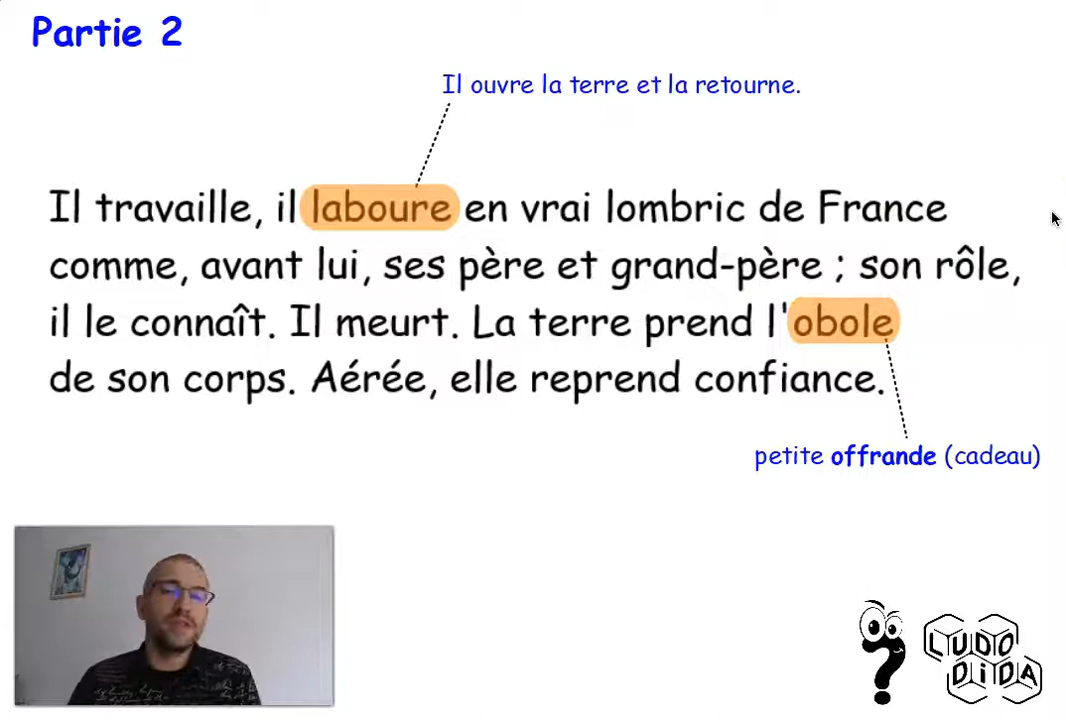 Partie 2
Il ouvre la terre et la retourne.
Il travaille, il laboure en vrai lombric de France
comme, avant lui, ses père et grand-père ; son rôle,
il le connaît. Il meurt. La terre prend l'obole
de son corps. Aérée, elle reprend confiance.
petite offrande (cadeau)
?
LUDO
DiDA